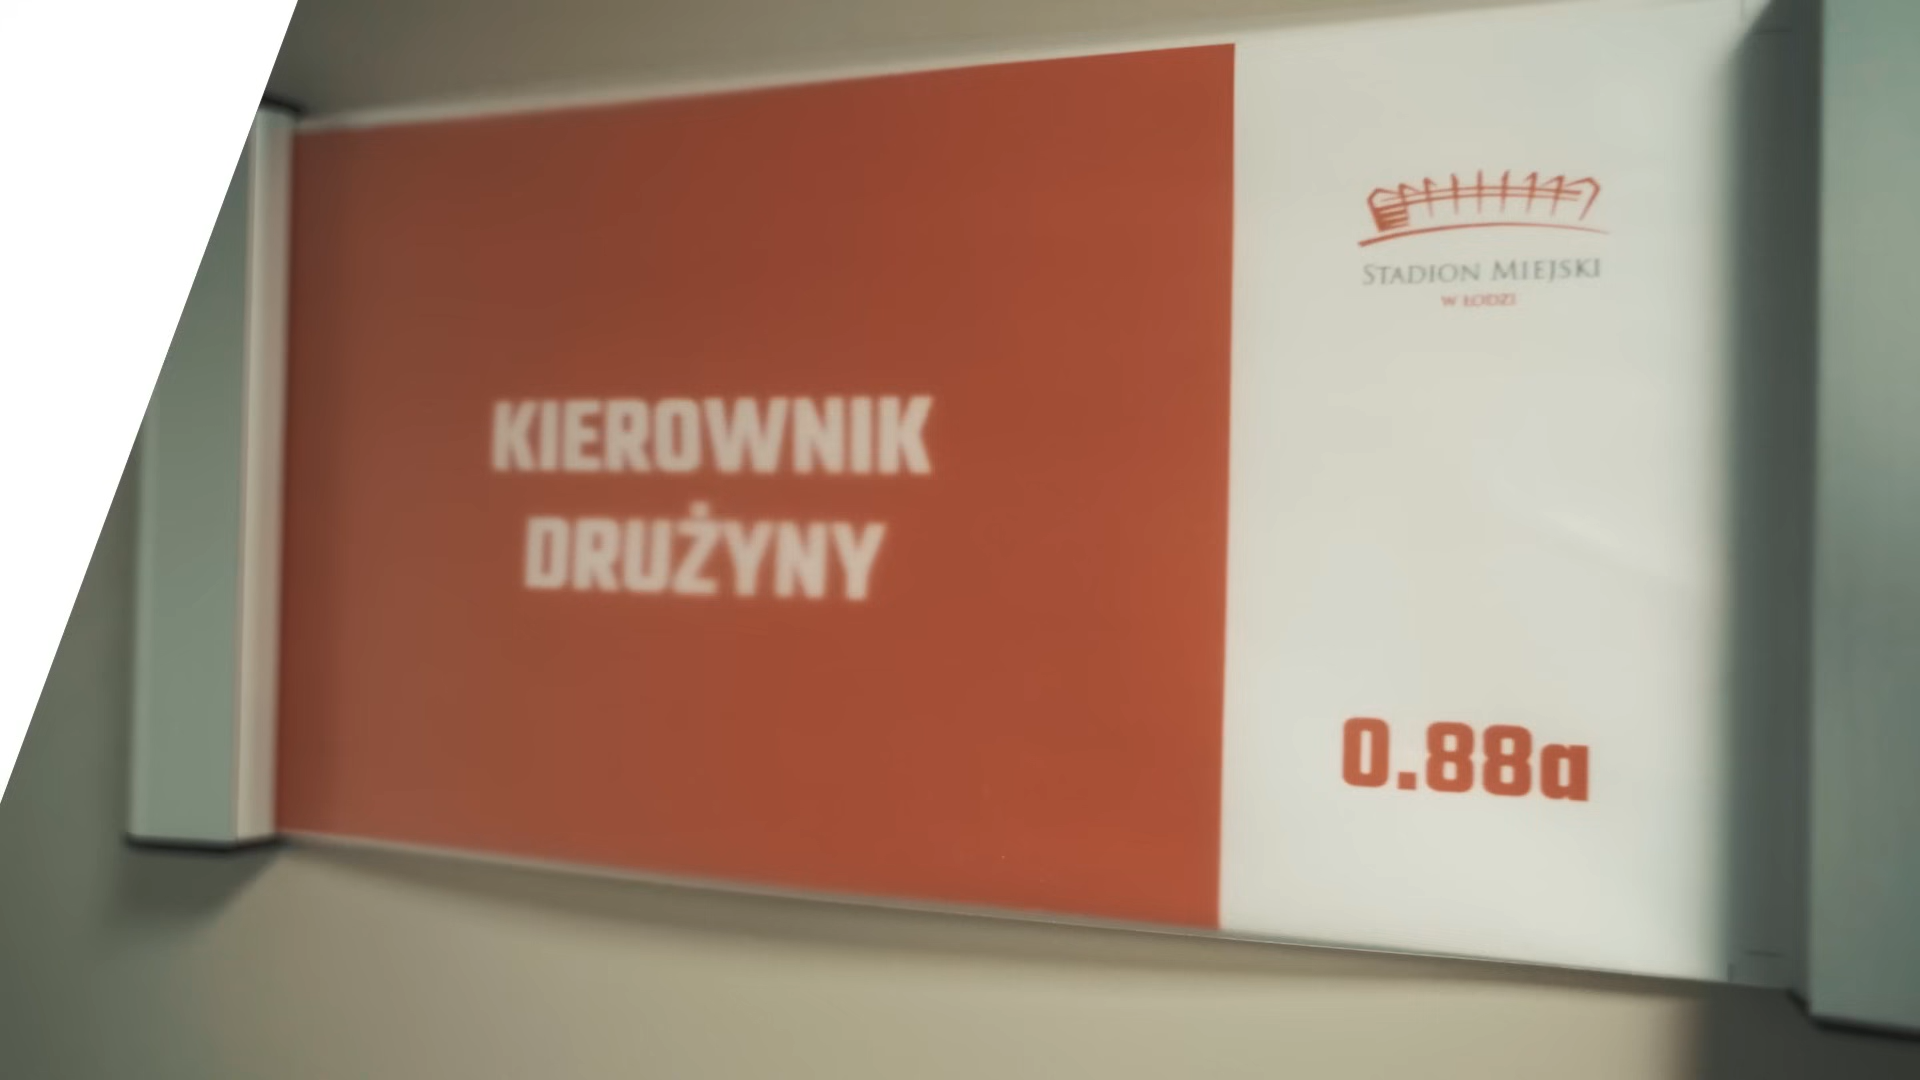 KIEROWNIK
DRUŻYNY
STADION MIEJSKI
W ŁODZI
0.88a